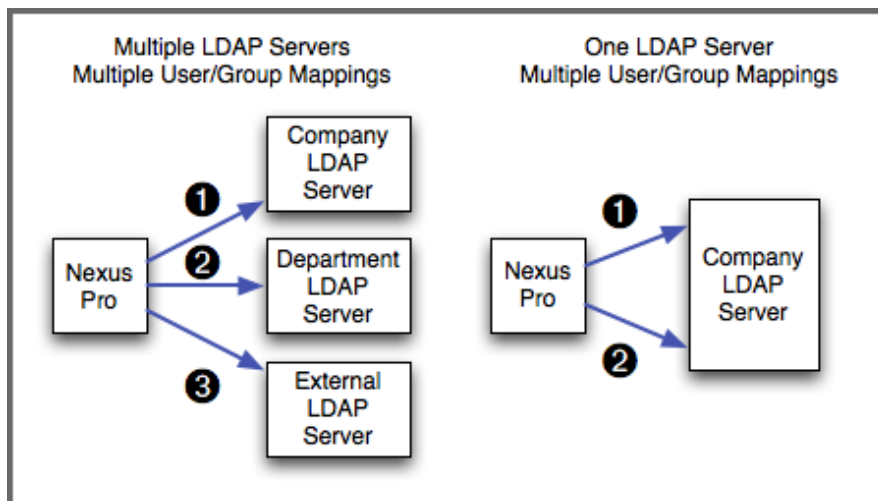 Multiple LDAP Servers
Multiple User/Group Mappings
Company
LDAP
Server
1
2
Nexus
Pro
Department
LDAP
Server
3
External
LDAP
Server
One LDAP Server
Multiple User/Group Mappings
1
Nexus
Pro
Company
LDAP
Server
2